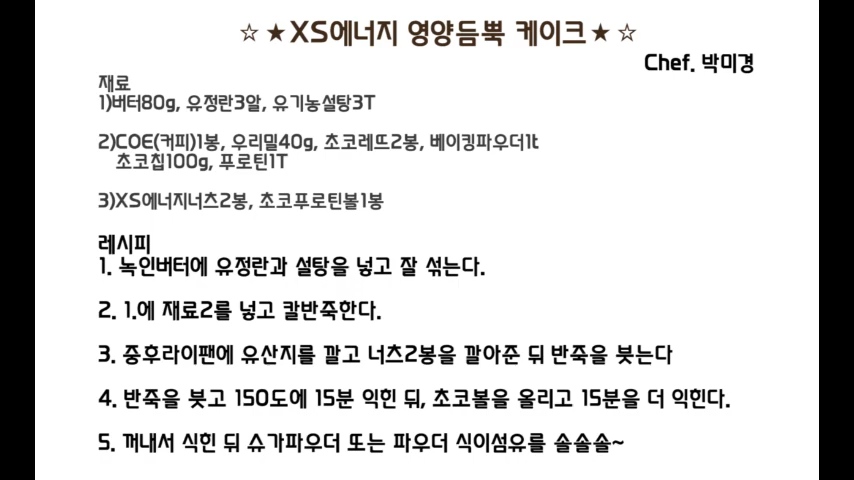 ☆ ★XS에너지 영양듬뿍 케이크★ ☆
Chef. 박미경
재료
1)버터80g, 유정란3알, 유기농설탕3T
2)COE(커피)1봉, 우리밀40g, 초코레뜨2봉, 베이킹파우더1t
초코칩100g, 푸로틴1T
3)XS에너지너츠2봉, 초코푸로틴볼1봉
레시피
1. 녹인버터에 유정란과 설탕을 넣고 잘 섞는다.
2. 1.에 재료2를 넣고 칼반죽한다.
3. 중후라이팬에 유산지를 깔고 너츠2봉을 깔아준 뒤 반죽을 붓는다
4. 반죽을 붓고 150도에 15분 익힌 뒤, 초코볼을 올리고 15분을 더 익힌다.
5. 꺼내서 식힌 뒤 슈가파우더 또는 파우더 식이섬유를 솔솔솔~